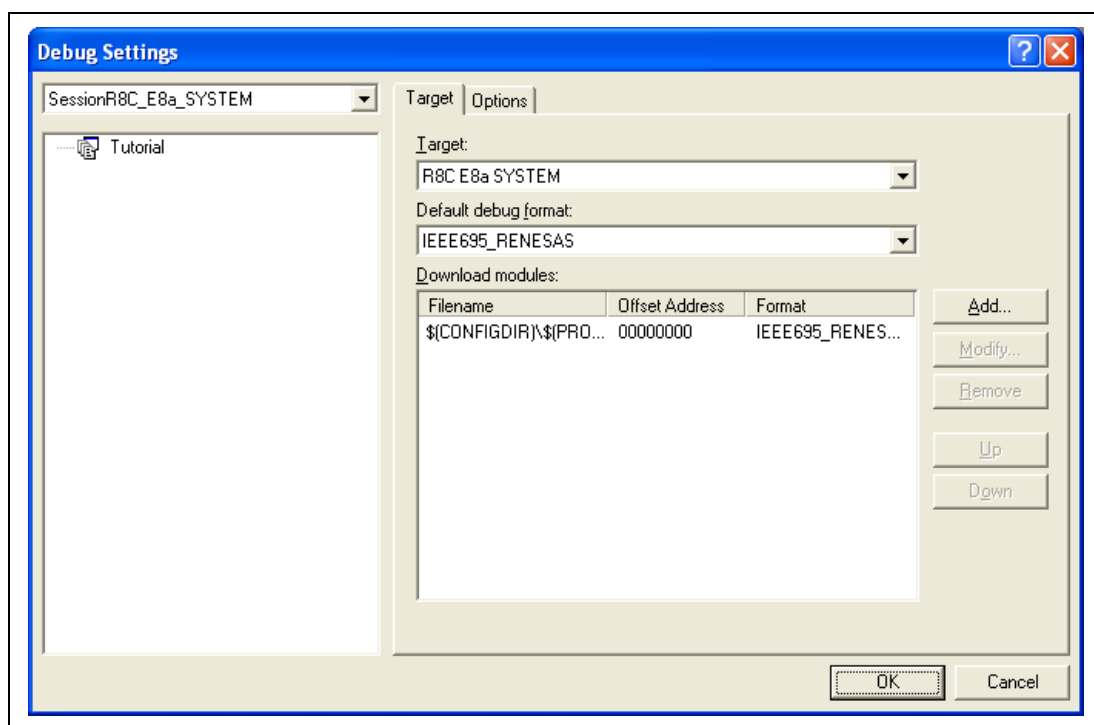 Debug Settings
SessionR8C_E8a_SYSTEM
Tutorial
Target
Options
Target:
R8C E8a SYSTEM
Default debug format:
IEEE695_RENESAS
Download modules:
Filename Offset Address Format
$(CONFIGDIR)\$(PRO... 00000000 IEEE695_RENES...
Add...
Modify...
Remove
Up
Down
OK
Cancel